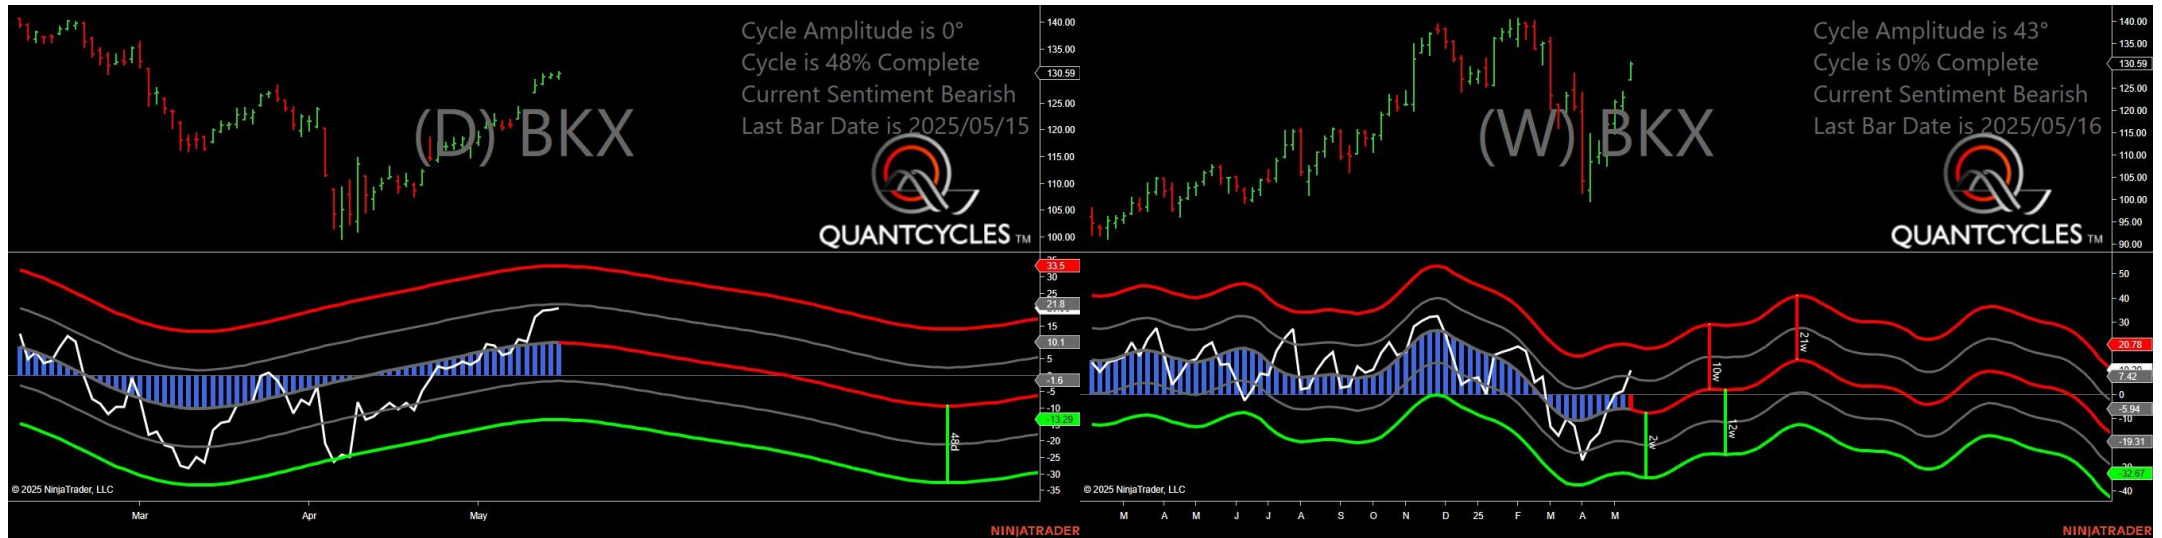 Cycle Amplitude is 0°
Cycle is 48% Complete
Current Sentiment Bearish
Last Bar Date is 2025/05/15
(D) BKX
QUANTCYCLES TM
140.00
135.00
130.59
125.00
120.00
115.00
110.00
105.00
100.00
33.5
30
25
21.8
15
10.1
5
-1.6
-5
-10
-13.29
-20
-25
-30
-35
48d
© 2025 NinjaTrader, LLC
Mar Apr May
NINJATRADER
Cycle Amplitude is 43°
Cycle is 0% Complete
Current Sentiment Bearish
Last Bar Date is 2025/05/16
(W) BKX
QUANTCYCLES TM
140.00
135.00
130.59
125.00
120.00
115.00
110.00
105.00
100.00
95.00
90.00
50
40
30
20.78
7.42
0
-5.94
-10
-19.31
-32.67
-40
2w
10w
12w
21w
© 2025 NinjaTrader, LLC
M A M J J A S O N D 25 F M A M
NINJATRADER